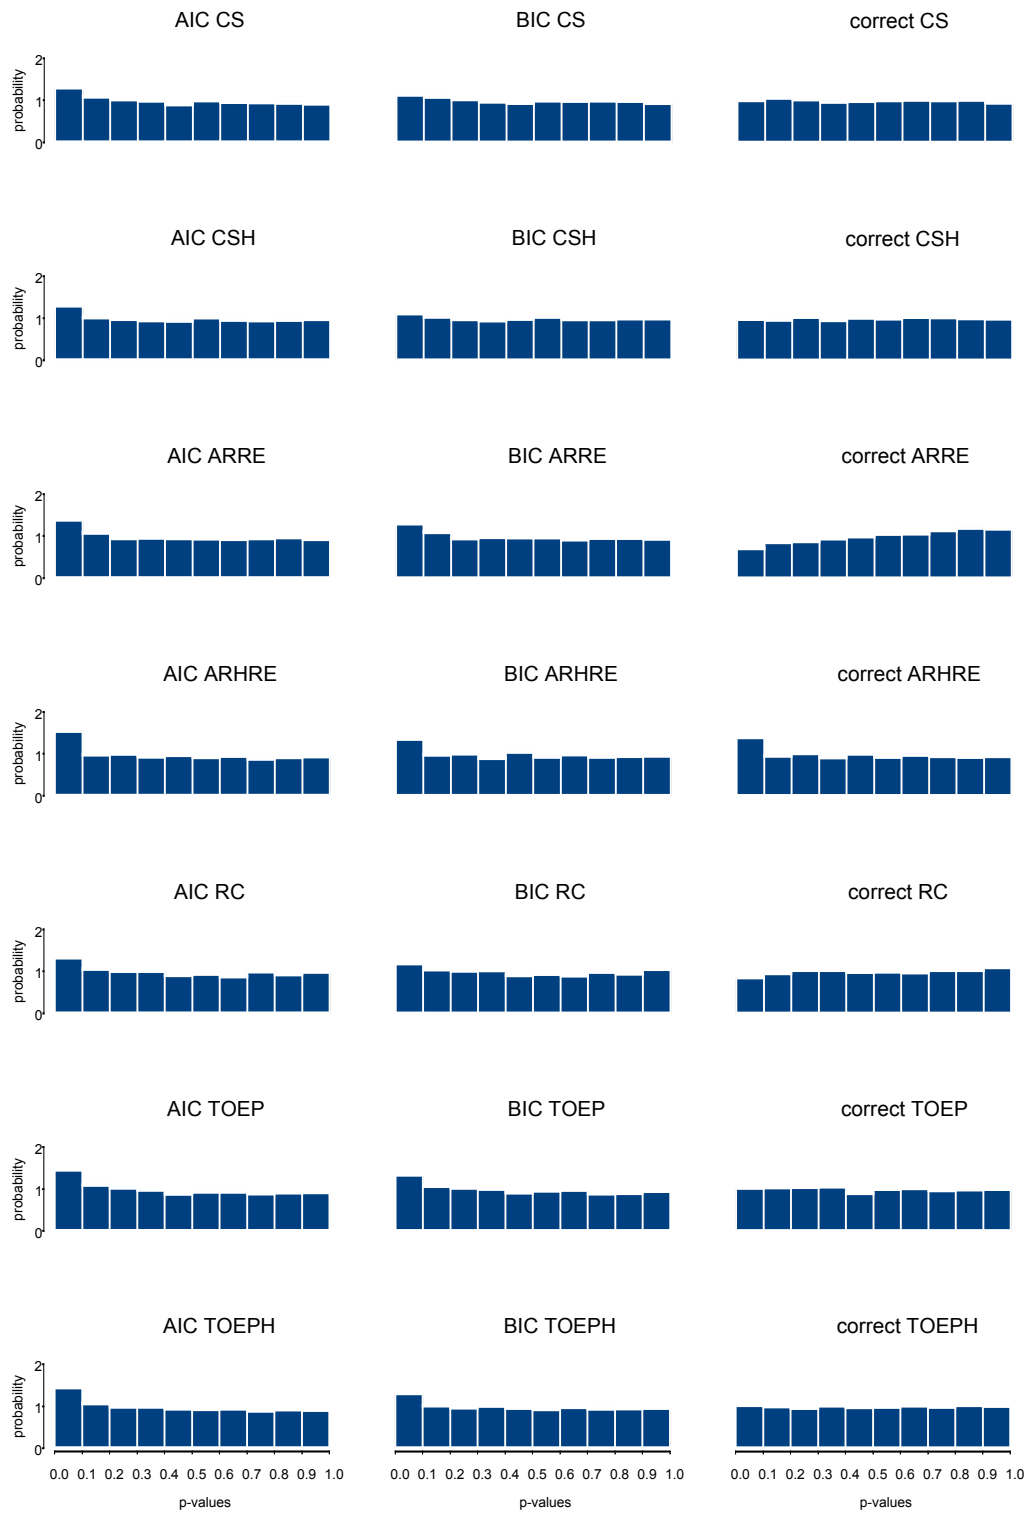 AIC CS BIC CS correct CS
2
probability
1
0
AIC CSH BIC CSH correct CSH
2
probability
1
0
AIC ARRE BIC ARRE correct ARRE
2
probability
1
0
AIC ARHRE BIC ARHRE correct ARHRE
2
probability
1
0
AIC RC BIC RC correct RC
2
probability
1
0
AIC TOEP BIC TOEP correct TOEP
2
probability
1
0
AIC TOEPH BIC TOEPH correct TOEPH
2
probability
1
0
0.0 0.1 0.2 0.3 0.4 0.5 0.6 0.7 0.8 0.9 1.0 0.0 0.1 0.2 0.3 0.4 0.5 0.6 0.7 0.8 0.9 1.0 0.0 0.1 0.2 0.3 0.4 0.5 0.6 0.7 0.8 0.9 1.0
p-values p-values p-values